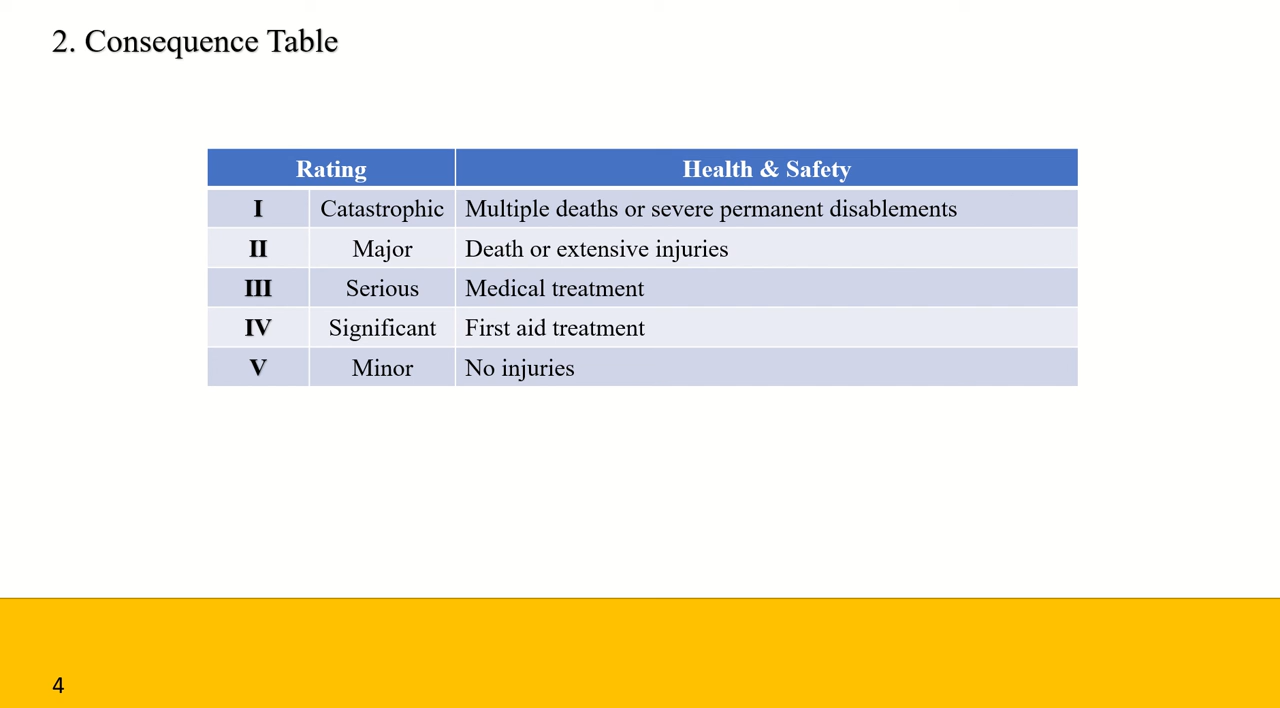 2. Consequence Table
Rating Health & Safety
I Catastrophic Multiple deaths or severe permanent disablements
II Major Death or extensive injuries
III Serious Medical treatment
IV Significant First aid treatment
V Minor No injuries
4